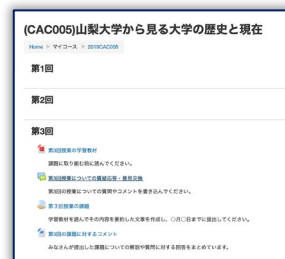 (CAC005)山梨大学から見る大学の歴史と現在
Home ▶ マイコース ▶ 2019CAC005
第1回
第2回
第3回
第3回授業の学習教材
課題に取り組む前に読んでください。
第3回授業についての質疑応答・意見交換
第3回の授業についての質問やコメントを書き込んでください。
第3回授業の課題
学習教材を読んでその内容を要約した文章を作成し、〇月〇日までに提出してください。
第3回の課題に対するコメント
みなさんが提出した課題についての解説や質問に対する回答をまとめています。